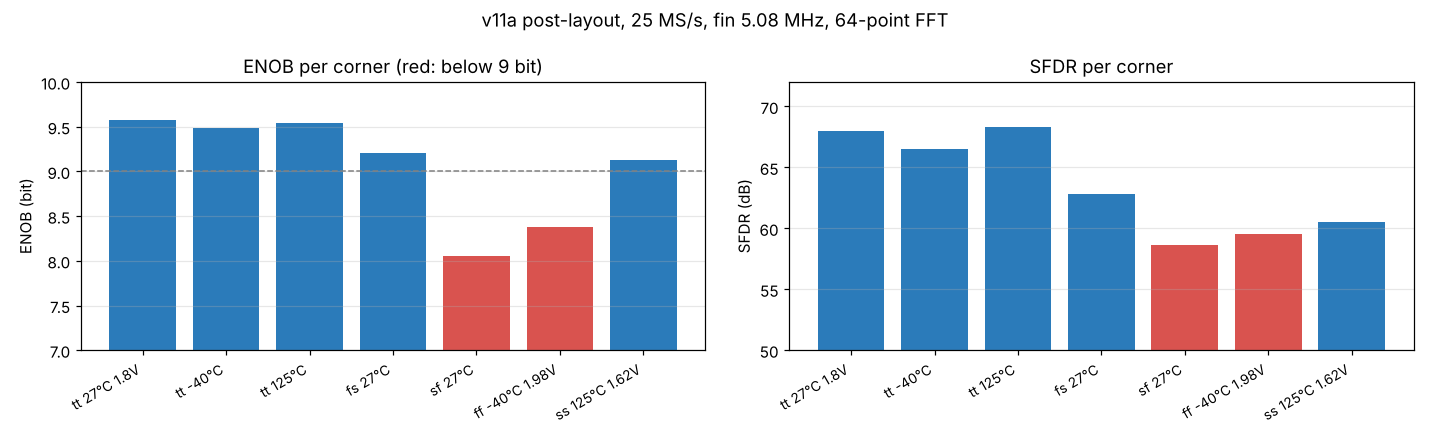 v11a post-layout, 25 MS/s, fin 5.08 MHz, 64-point FFT
ENOB per corner (red: below 9 bit)
ENOB (bit)
10.0
9.5
9.0
8.5
8.0
7.5
7.0
tt 27°C 1.8V
tt -40°C
tt 125°C
fs 27°C
sf 27°C
ff -40°C 1.98V
ss 125°C 1.62V
SFDR per corner
SFDR (dB)
70
65
60
55
50
tt 27°C 1.8V
tt -40°C
tt 125°C
fs 27°C
sf 27°C
ff -40°C 1.98V
ss 125°C 1.62V